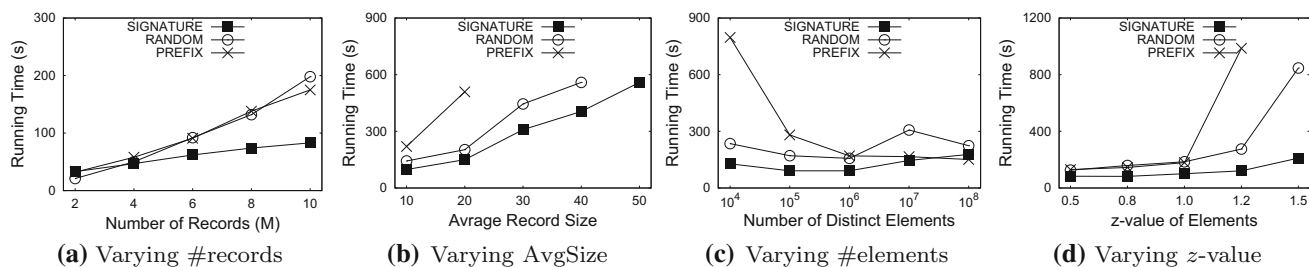 300
200
100
0
Running Time (s)
SIGNATURE
RANDOM
PREFIX
2 4 6 8 10
Number of Records (M)
(a) Varying #records
900
600
300
0
Running Time (s)
SIGNATURE
RANDOM
PREFIX
10 20 30 40 50
Avrage Record Size
(b) Varying AvgSize
900
600
300
0
Running Time (s)
SIGNATURE
RANDOM
PREFIX
10^4 10^5 10^6 10^7 10^8
Number of Distinct Elements
(c) Varying #elements
1200
800
400
0
Running Time (s)
SIGNATURE
RANDOM
PREFIX
0.5 0.8 1.0 1.2 1.5
z-value of Elements
(d) Varying z-value